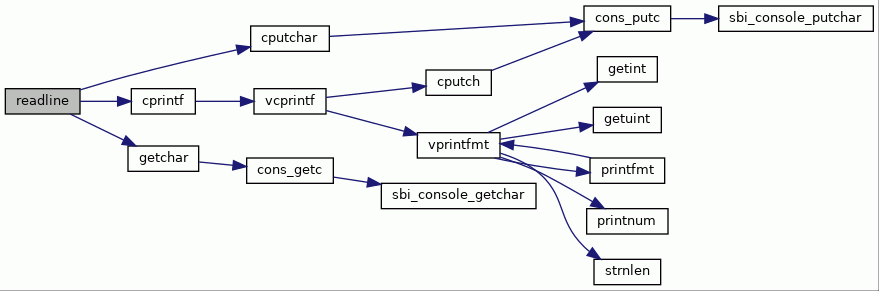 readline
cputchar
cprintf
getchar
vcprintf
cons_getc
cputch
vprintfmt
sbi_console_getchar
cons_putc
getint
getuint
printfmt
printnum
strnlen
sbi_console_putchar